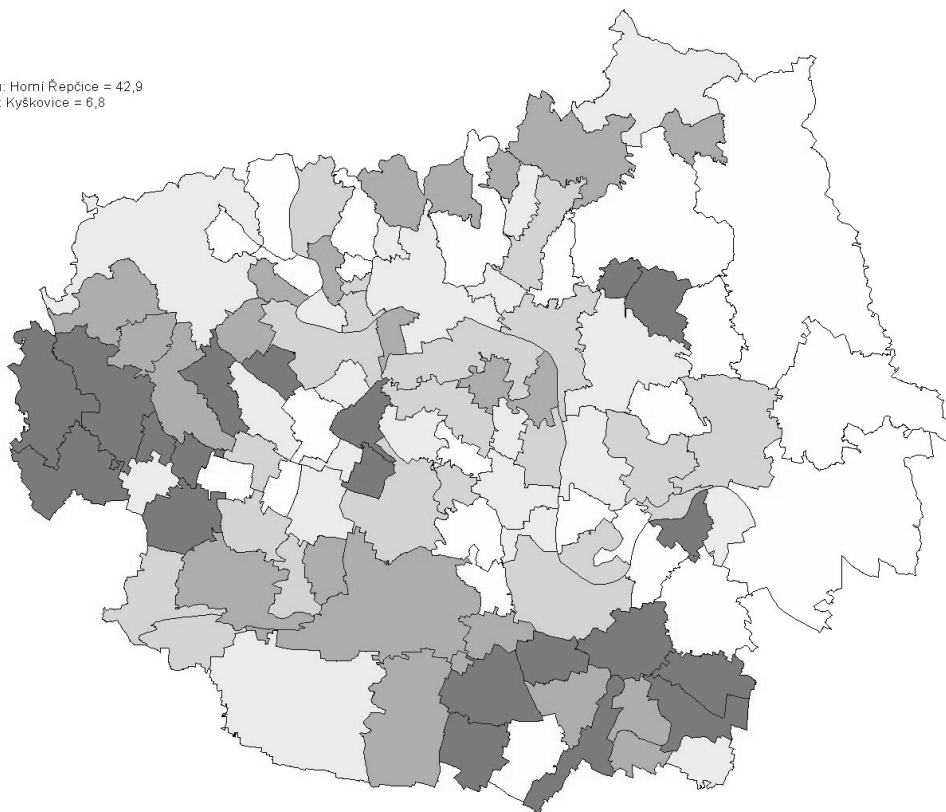 : Horní Řepčice = 42,9
: Kyškovice = 6,8